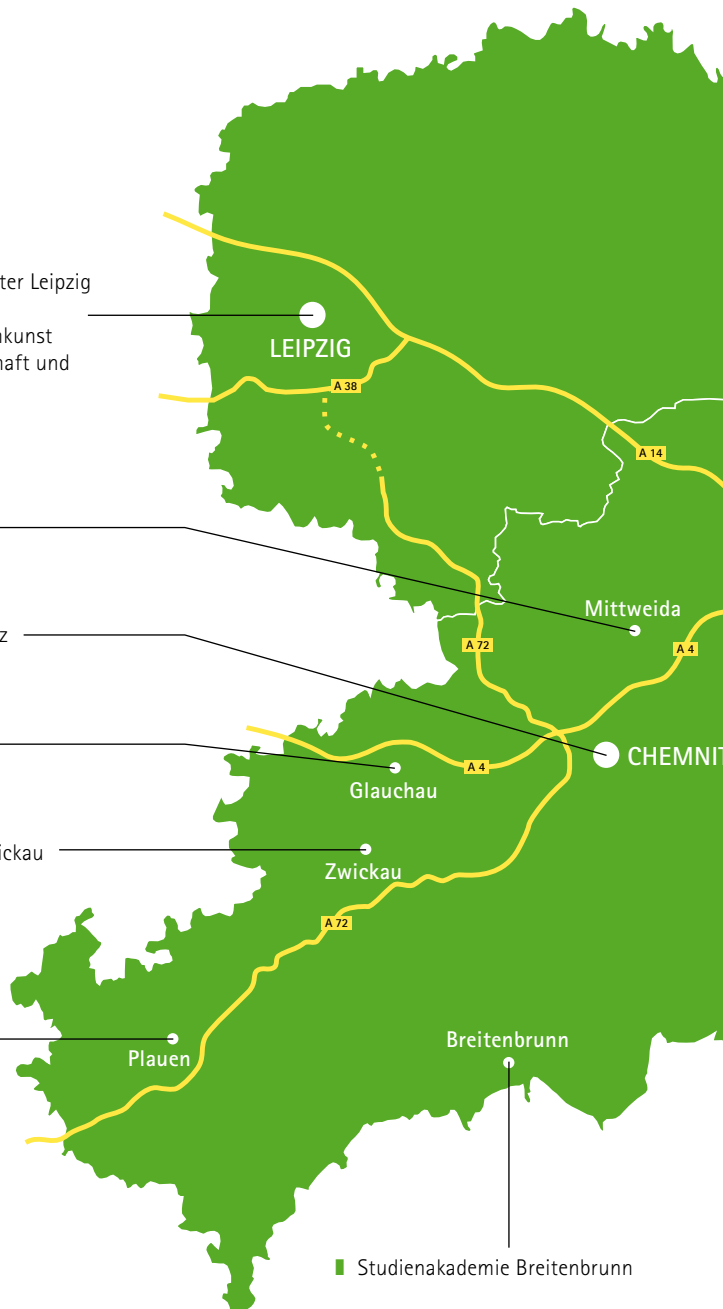 ter Leipzig
kunst
haft und
LEIPZIG
A 38
A 14
Mittweida
A 72
A 4
z
CHEMNIT
A 4
Glauchau
ickau
Zwickau
A 72
Plauen
Breitenbrunn
Studienakademie Breitenbrunn